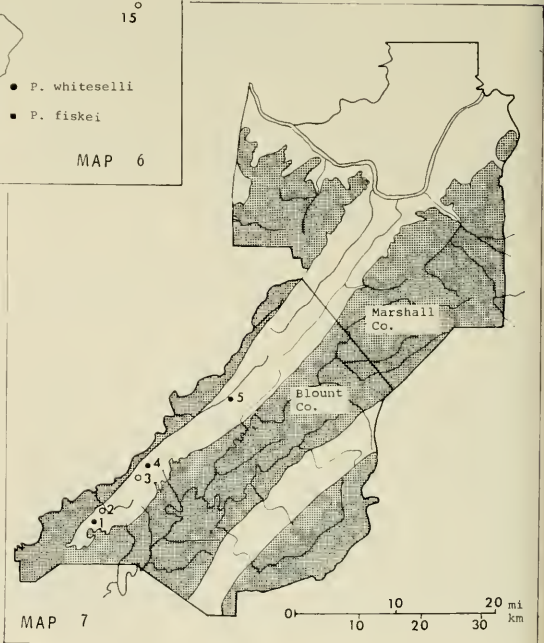 15
P. whiteselli
P. fiskei
MAP 6
Marshall
Co.
Blount
Co.
5
4
3
2
1
0 10 20 mi
10 20 30 km
MAP 7